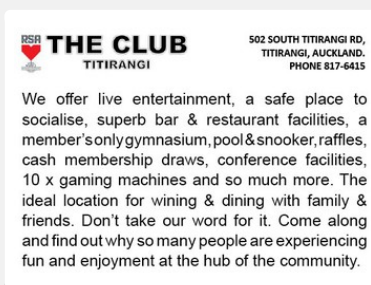 RSA
THE CLUB
TITIRANGI
502 SOUTH TITIRANGI RD,
TITIRANGI, AUCKLAND.
PHONE 817-6415
We offer live entertainment, a safe place to
socialise, superb bar & restaurant facilities, a
member's only gymnasium, pool & snooker, raffles,
cash membership draws, conference facilities,
10 x gaming machines and so much more. The
ideal location for wining & dining with family &
friends. Don't take our word for it. Come along
and find out why so many people are experiencing
fun and enjoyment at the hub of the community.